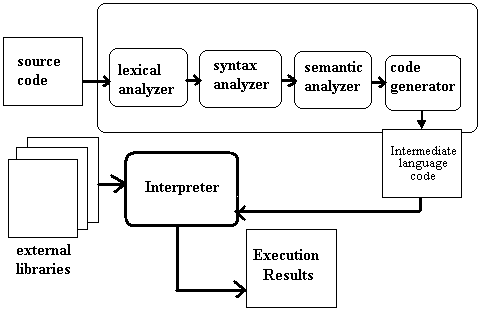 source
code
lexical
analyzer
syntax
analyzer
semantic
analyzer
code
generator
Intermediate
language
code
Interpreter
external
libraries
Execution
Results